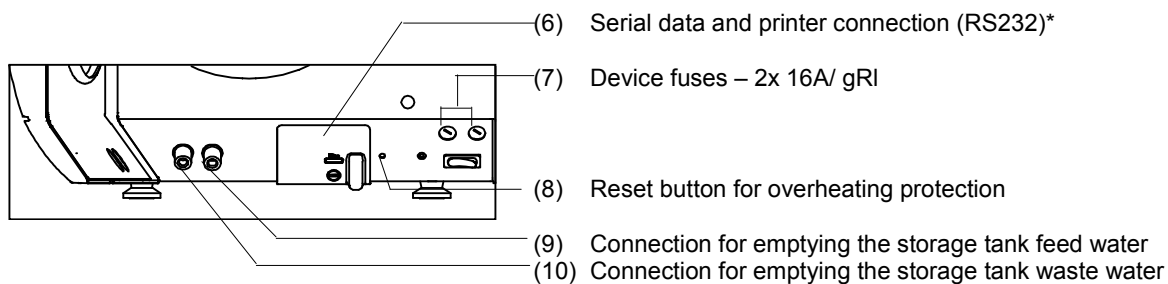 (6) Serial data and printer connection (RS232)*
(7) Device fuses – 2x 16A/ gRl
(8) Reset button for overheating protection
(9) Connection for emptying the storage tank feed water
(10) Connection for emptying the storage tank waste water